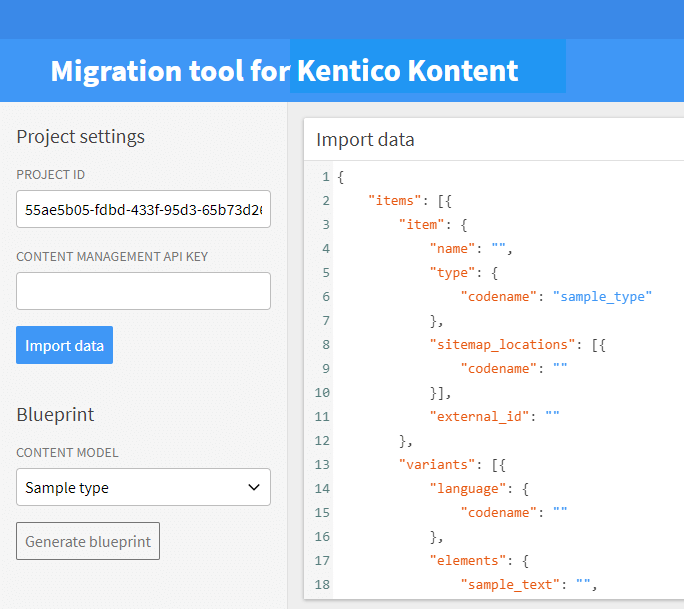 Migration tool for Kentico Kontent
Project settings
PROJECT ID
55ae5b05-fdbd-433f-95d3-65b73d2
CONTENT MANAGEMENT API KEY
Import data
Blueprint
CONTENT MODEL
Sample type
Generate blueprint
Import data
1 {
2 "items": [{
3 "item": {
4 "name": "",
5 "type": {
6 "codename": "sample_type"
7 },
8 "sitemap_locations": [{
9 "codename": ""
10 }],
11 "external_id": ""
12 },
13 "variants": [{
14 "language": {
15 "codename": ""
16 },
17 "elements": {
18 "sample_text": "",